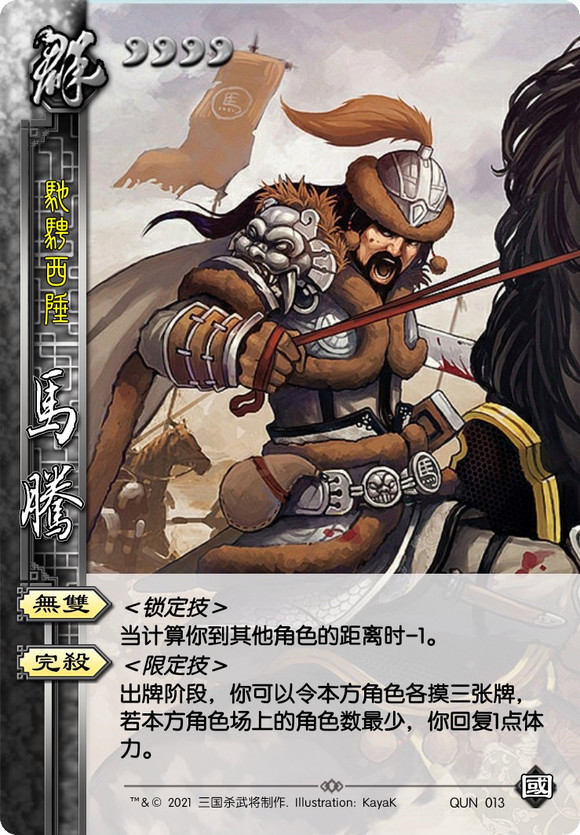 群
馬
馳騁西陲
馬騰
無雙
<锁定技>
当计算你到其他角色的距离时-1。
完殺
<限定技>
出牌阶段，你可以令本方角色各摸三张牌，
若本方角色场上的角色数最少，你回复1点体
力。
™&© 2021 三国杀武将制作. Illustration: KayaK
QUN 013
國